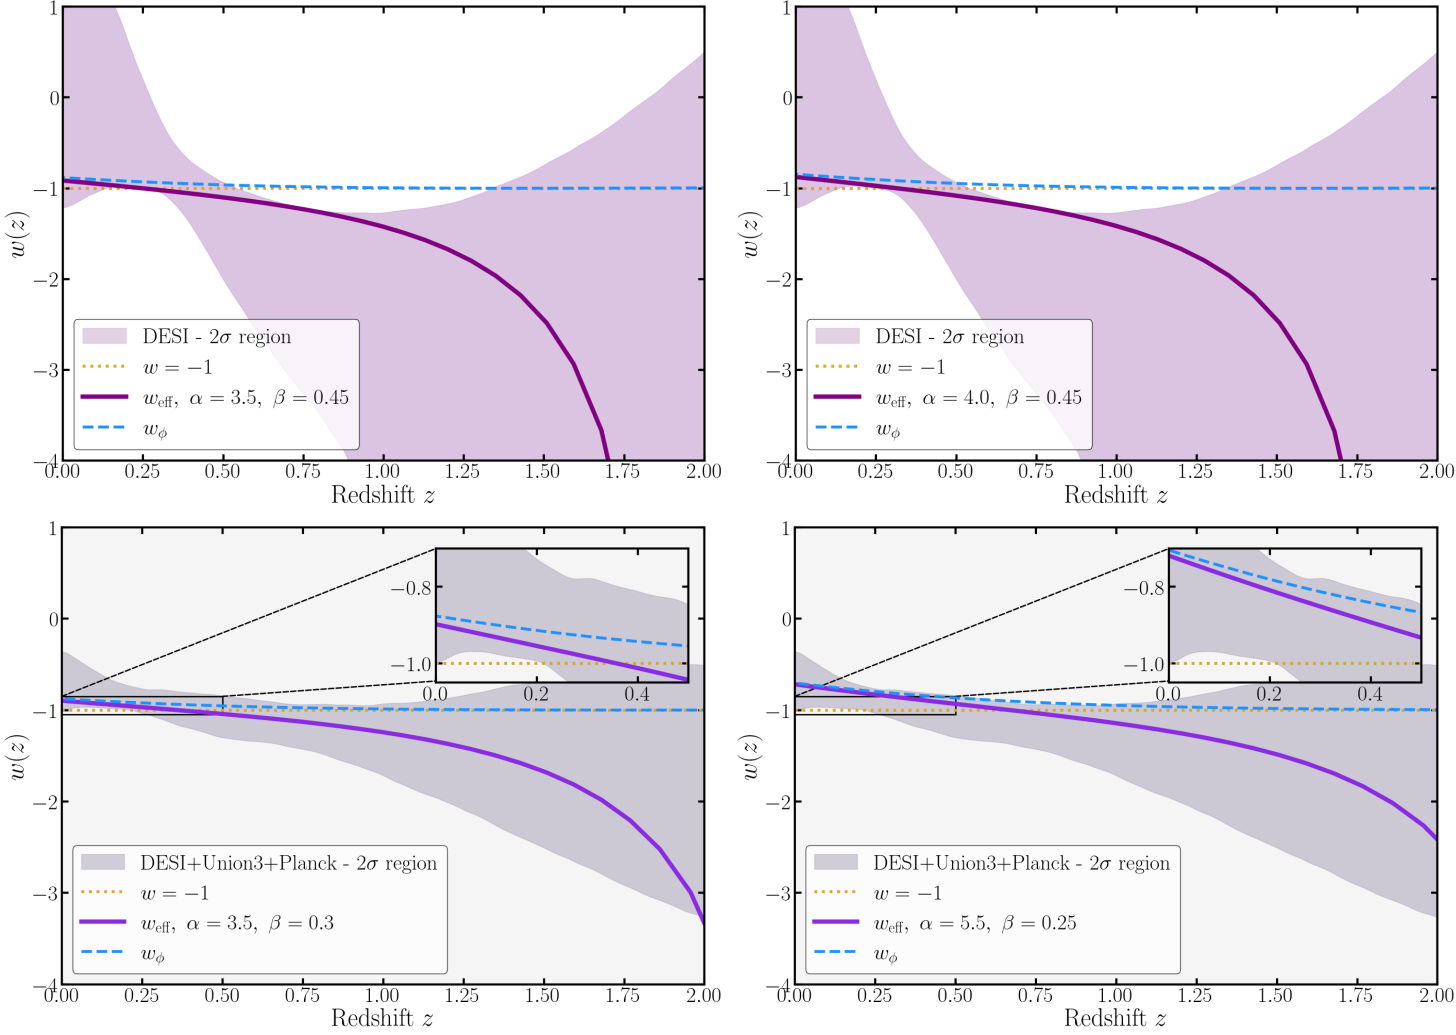 1
0
−1
−2
−3
−4
w(z)
0.00 0.25 0.50 0.75 1.00 1.25 1.50 1.75 2.00
Redshift z
DESI - 2σ region
w = −1
w_eff, α = 3.5, β = 0.45
w_ϕ
1
0
−1
−2
−3
−4
w(z)
0.00 0.25 0.50 0.75 1.00 1.25 1.50 1.75 2.00
Redshift z
DESI - 2σ region
w = −1
w_eff, α = 4.0, β = 0.45
w_ϕ
1
0
−1
−2
−3
−4
w(z)
0.00 0.25 0.50 0.75 1.00 1.25 1.50 1.75 2.00
Redshift z
−0.8
−1.0
0.0 0.2 0.4
DESI+Union3+Planck - 2σ region
w = −1
w_eff, α = 3.5, β = 0.3
w_ϕ
1
0
−1
−2
−3
−4
w(z)
0.00 0.25 0.50 0.75 1.00 1.25 1.50 1.75 2.00
Redshift z
−0.8
−1.0
0.0 0.2 0.4
DESI+Union3+Planck - 2σ region
w = −1
w_eff, α = 5.5, β = 0.25
w_ϕ